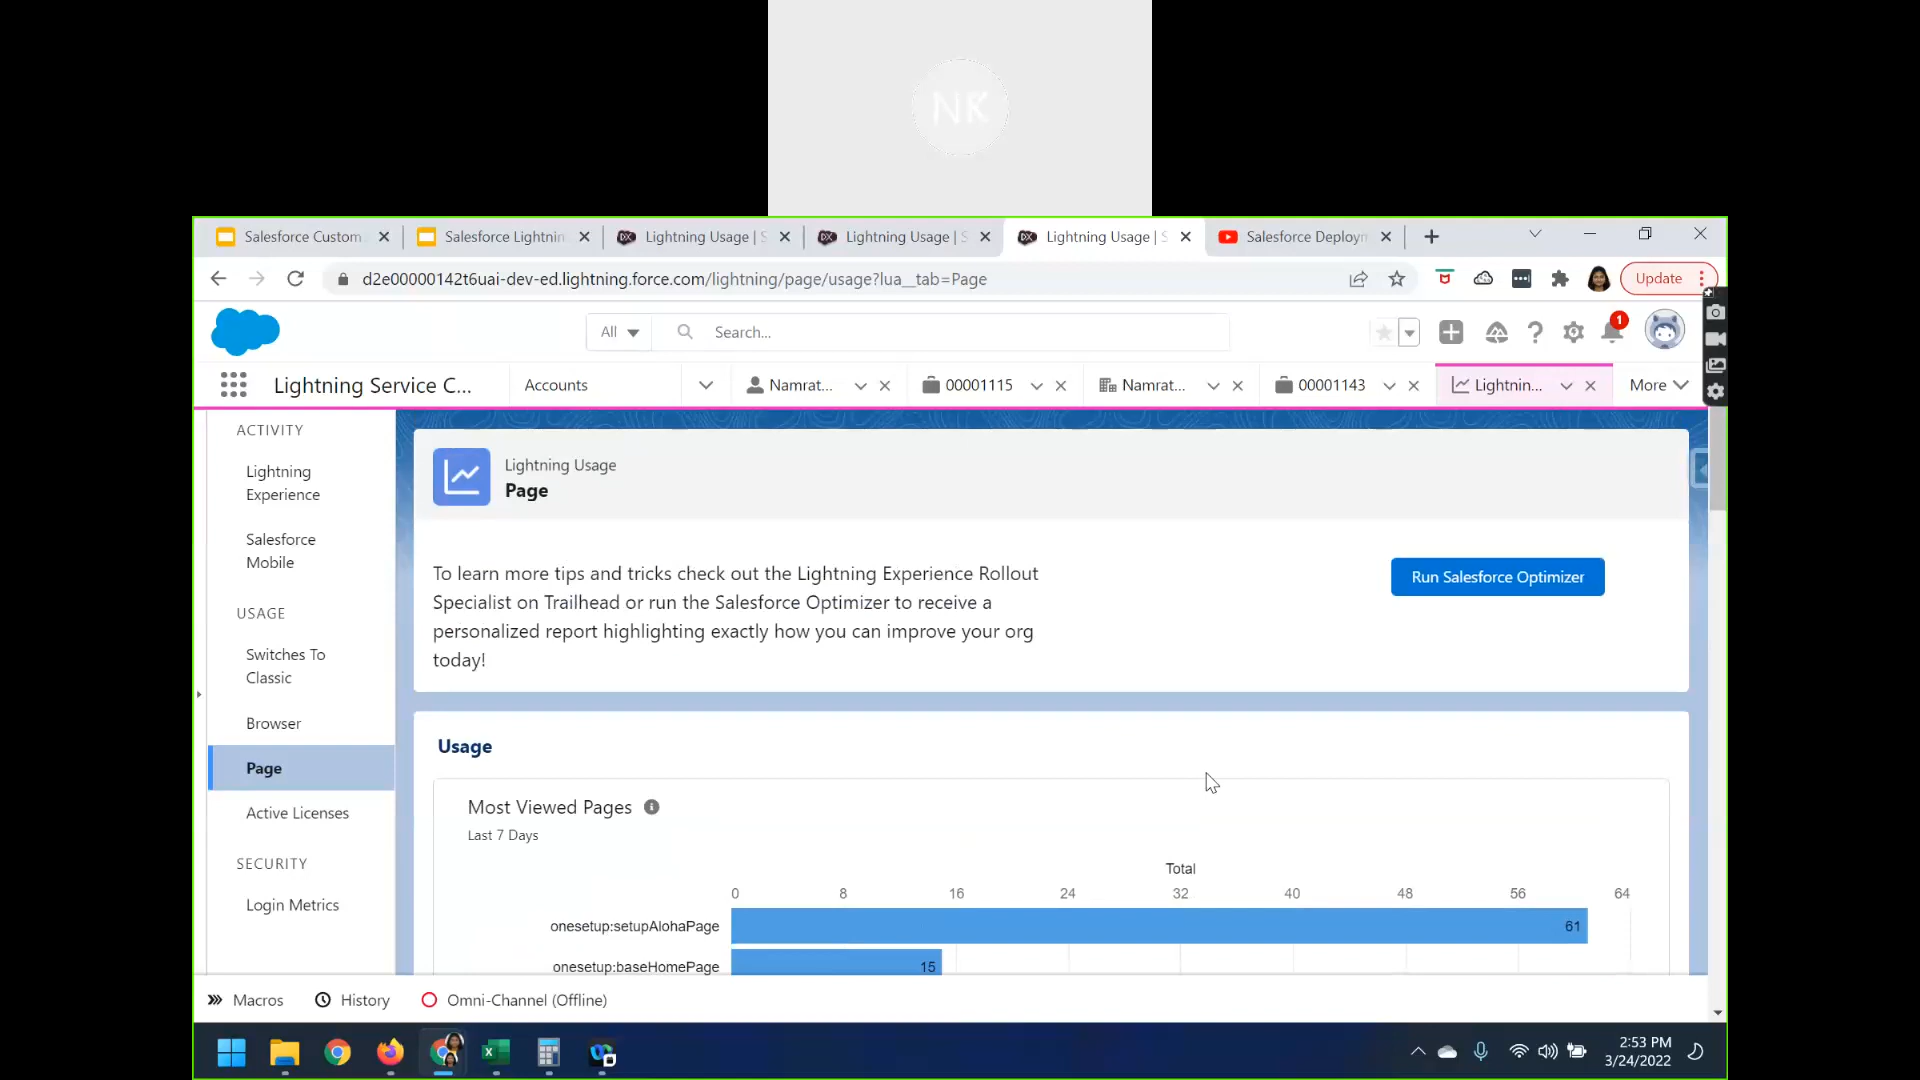 NK
Salesforce Custom
Salesforce Lightnin
Lightning Usage | S
Lightning Usage | S
Lightning Usage | S
Salesforce Deploym
d2e00000142t6uai-dev-ed.lightning.force.com/lightning/page/usage?lua__tab=Page
Update
All
Search...
1
Lightning Service C...
Accounts
Namrat...
00001115
Namrat...
00001143
Lightnin...
More
ACTIVITY
Lightning
Experience
Salesforce
Mobile
USAGE
Switches To
Classic
Browser
Page
Active Licenses
SECURITY
Login Metrics
Lightning Usage
Page
To learn more tips and tricks check out the Lightning Experience Rollout
Specialist on Trailhead or run the Salesforce Optimizer to receive a
personalized report highlighting exactly how you can improve your org
today!
Run Salesforce Optimizer
Usage
Most Viewed Pages
Last 7 Days
Total
0 8 16 24 32 40 48 56 64
onesetup:setupAlohaPage 61
onesetup:baseHomePage 15
Macros
History
Omni-Channel (Offline)
2:53 PM
3/24/2022